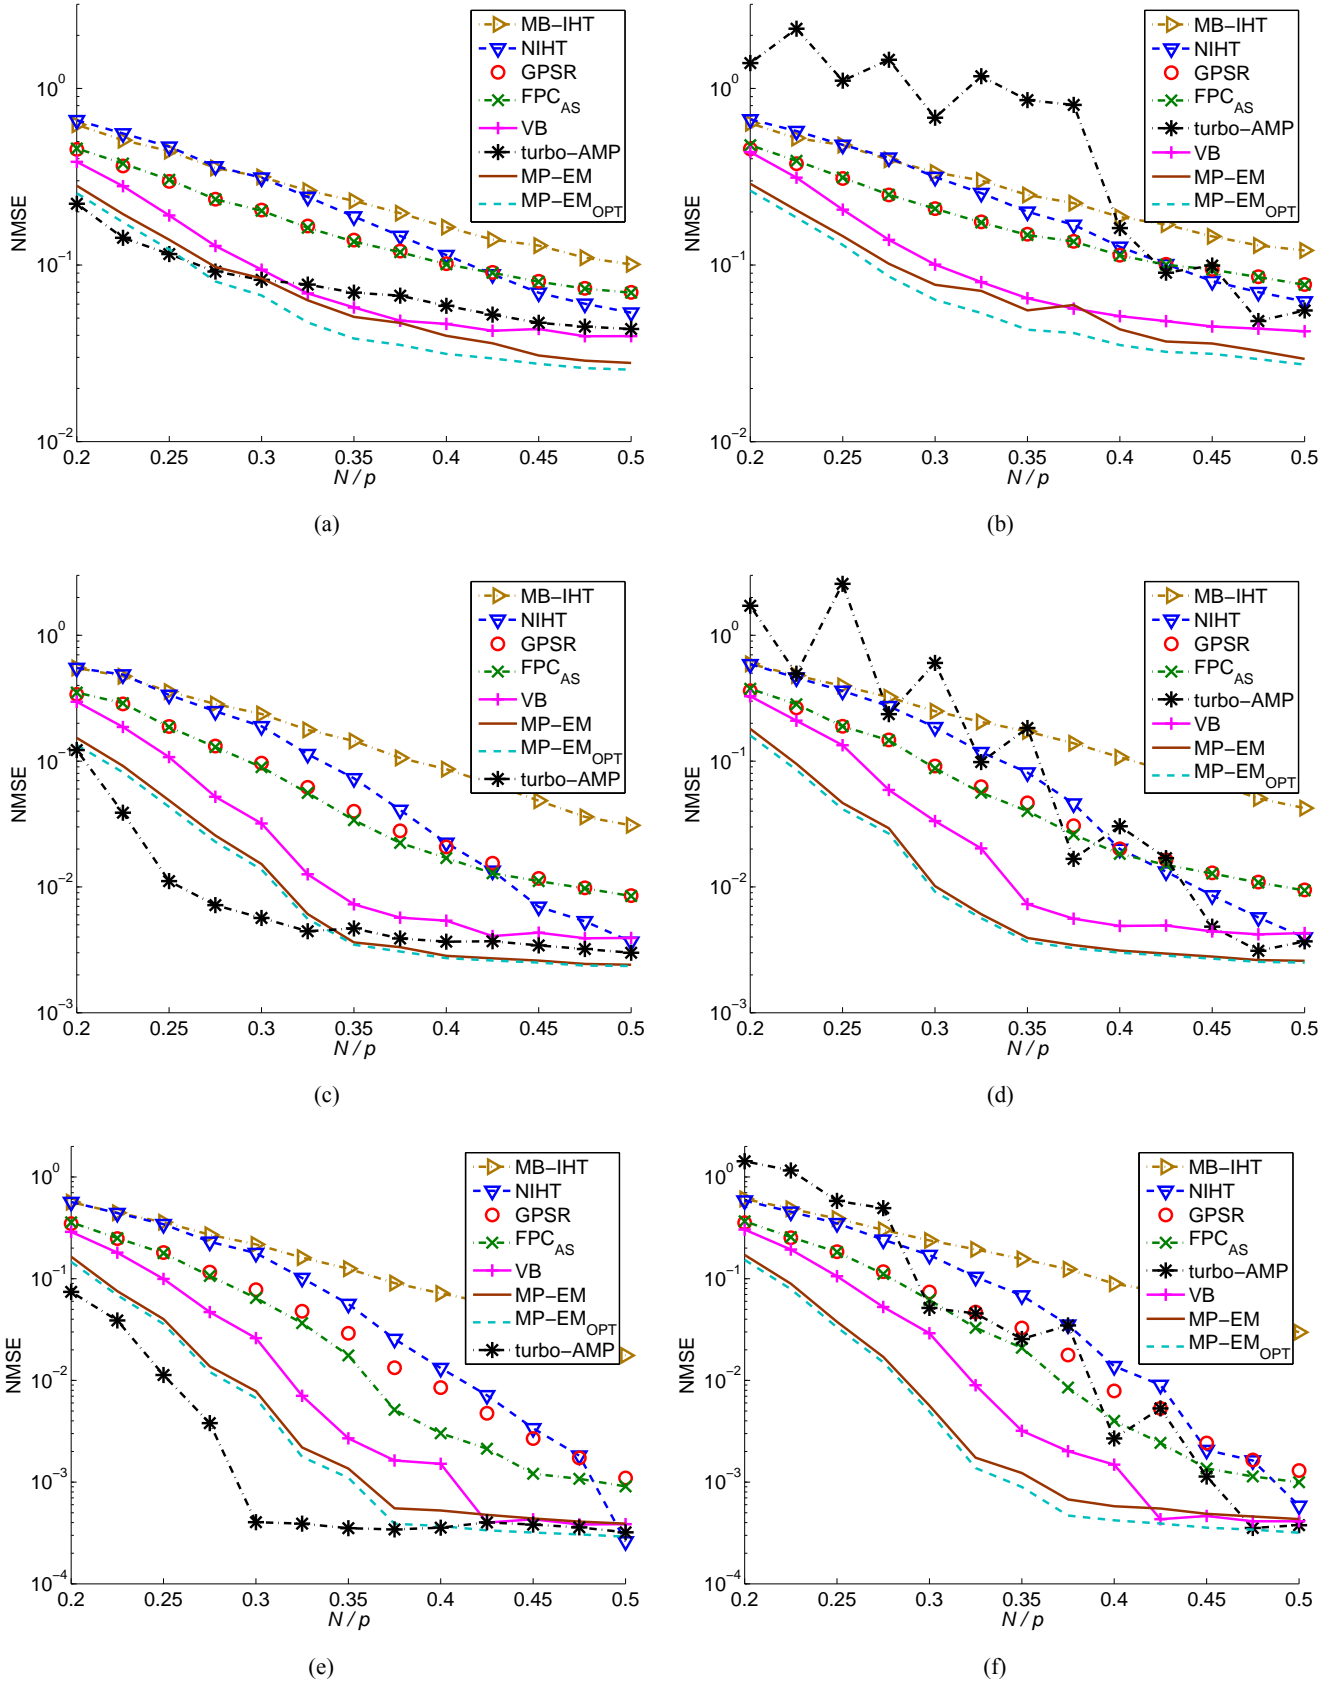 MB−IHT
NIHT
GPSR
FPC_AS
VB
turbo−AMP
MP−EM
MP−EM_OPT
10^0
10^−1
10^−2
NMSE
0.2 0.25 0.3 0.35 0.4 0.45 0.5
N / p
(a)
MB−IHT
NIHT
GPSR
FPC_AS
turbo−AMP
VB
MP−EM
MP−EM_OPT
10^0
10^−1
10^−2
NMSE
0.2 0.25 0.3 0.35 0.4 0.45 0.5
N / p
(b)
MB−IHT
NIHT
GPSR
FPC_AS
VB
MP−EM
MP−EM_OPT
turbo−AMP
10^0
10^−1
10^−2
10^−3
NMSE
0.2 0.25 0.3 0.35 0.4 0.45 0.5
N / p
(c)
MB−IHT
NIHT
GPSR
FPC_AS
turbo−AMP
VB
MP−EM
MP−EM_OPT
10^0
10^−1
10^−2
10^−3
NMSE
0.2 0.25 0.3 0.35 0.4 0.45 0.5
N / p
(d)
MB−IHT
NIHT
GPSR
FPC_AS
VB
MP−EM
MP−EM_OPT
turbo−AMP
10^0
10^−1
10^−2
10^−3
10^−4
NMSE
0.2 0.25 0.3 0.35 0.4 0.45 0.5
N / p
(e)
MB−IHT
NIHT
GPSR
FPC_AS
turbo−AMP
VB
MP−EM
MP−EM_OPT
10^0
10^−1
10^−2
10^−3
10^−4
NMSE
0.2 0.25 0.3 0.35 0.4 0.45 0.5
N / p
(f)